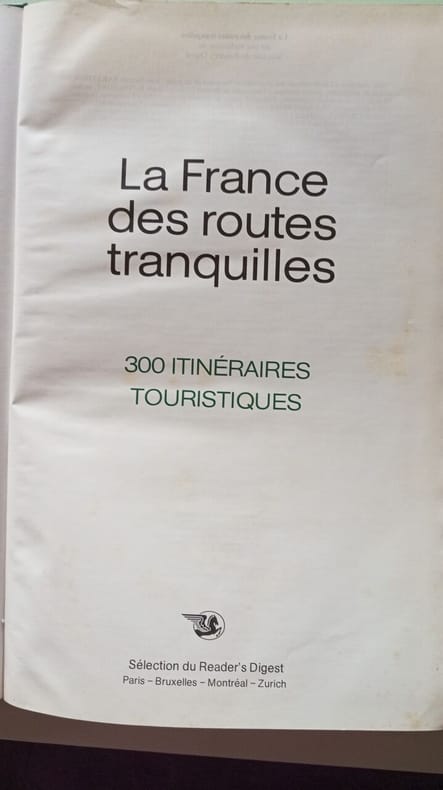 La France
des routes
tranquilles
300 ITINÉRAIRES
TOURISTIQUES
Sélection du Reader's Digest
Paris – Bruxelles – Montréal – Zurich